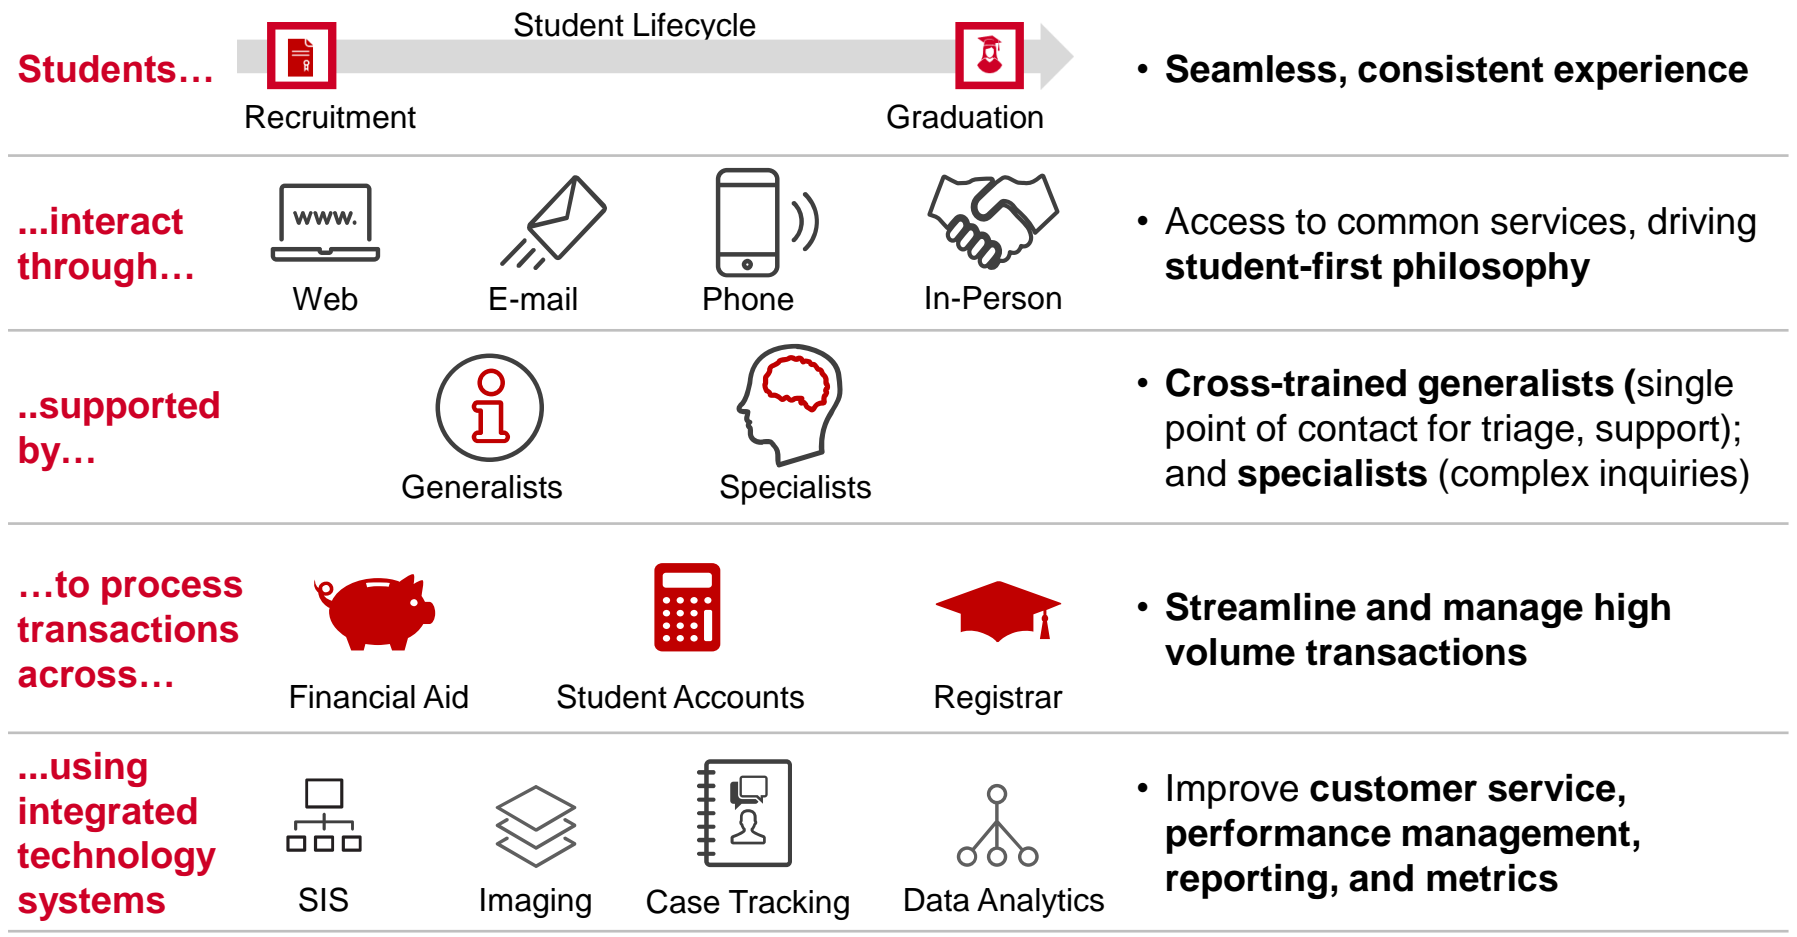 Student Lifecycle
Students…
Recruitment
Graduation
• Seamless, consistent experience
...interact
through…
www.
Web
E-mail
Phone
In-Person
• Access to common services, driving
student-first philosophy
..supported
by…
Generalists
Specialists
• Cross-trained generalists (single
point of contact for triage, support);
and specialists (complex inquiries)
…to process
transactions
across…
Financial Aid
Student Accounts
Registrar
• Streamline and manage high
volume transactions
...using
integrated
technology
systems
SIS
Imaging
Case Tracking
Data Analytics
• Improve customer service,
performance management,
reporting, and metrics